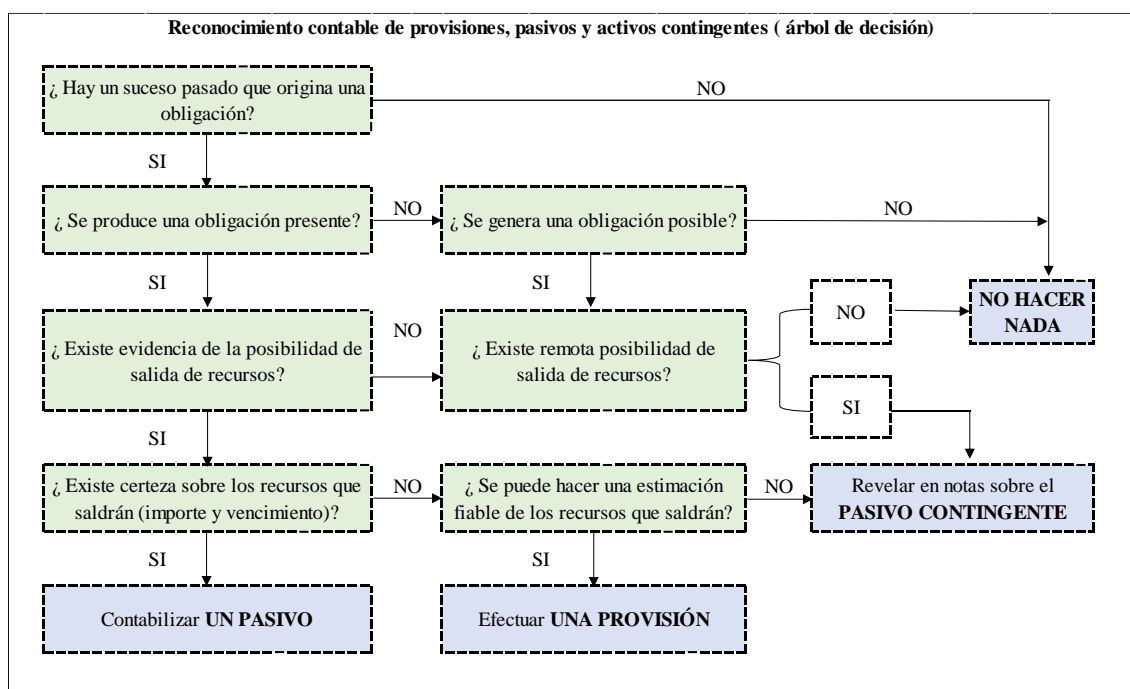 Reconocimiento contable de provisiones, pasivos y activos contingentes ( árbol de decisión)
¿ Hay un suceso pasado que origina una
obligación?
NO
SI
¿ Se produce una obligación presente?
NO
¿ Se genera una obligación posible?
NO
SI
SI
¿ Existe evidencia de la posibilidad de
salida de recursos?
NO
¿ Existe remota posibilidad de
salida de recursos?
NO
NO HACER
NADA
SI
SI
¿ Existe certeza sobre los recursos que
saldrán (importe y vencimiento)?
NO
¿ Se puede hacer una estimación
fiable de los recursos que saldrán?
NO
Revelar en notas sobre el
PASIVO CONTINGENTE
SI
SI
Contabilizar UN PASIVO
Efectuar UNA PROVISIÓN